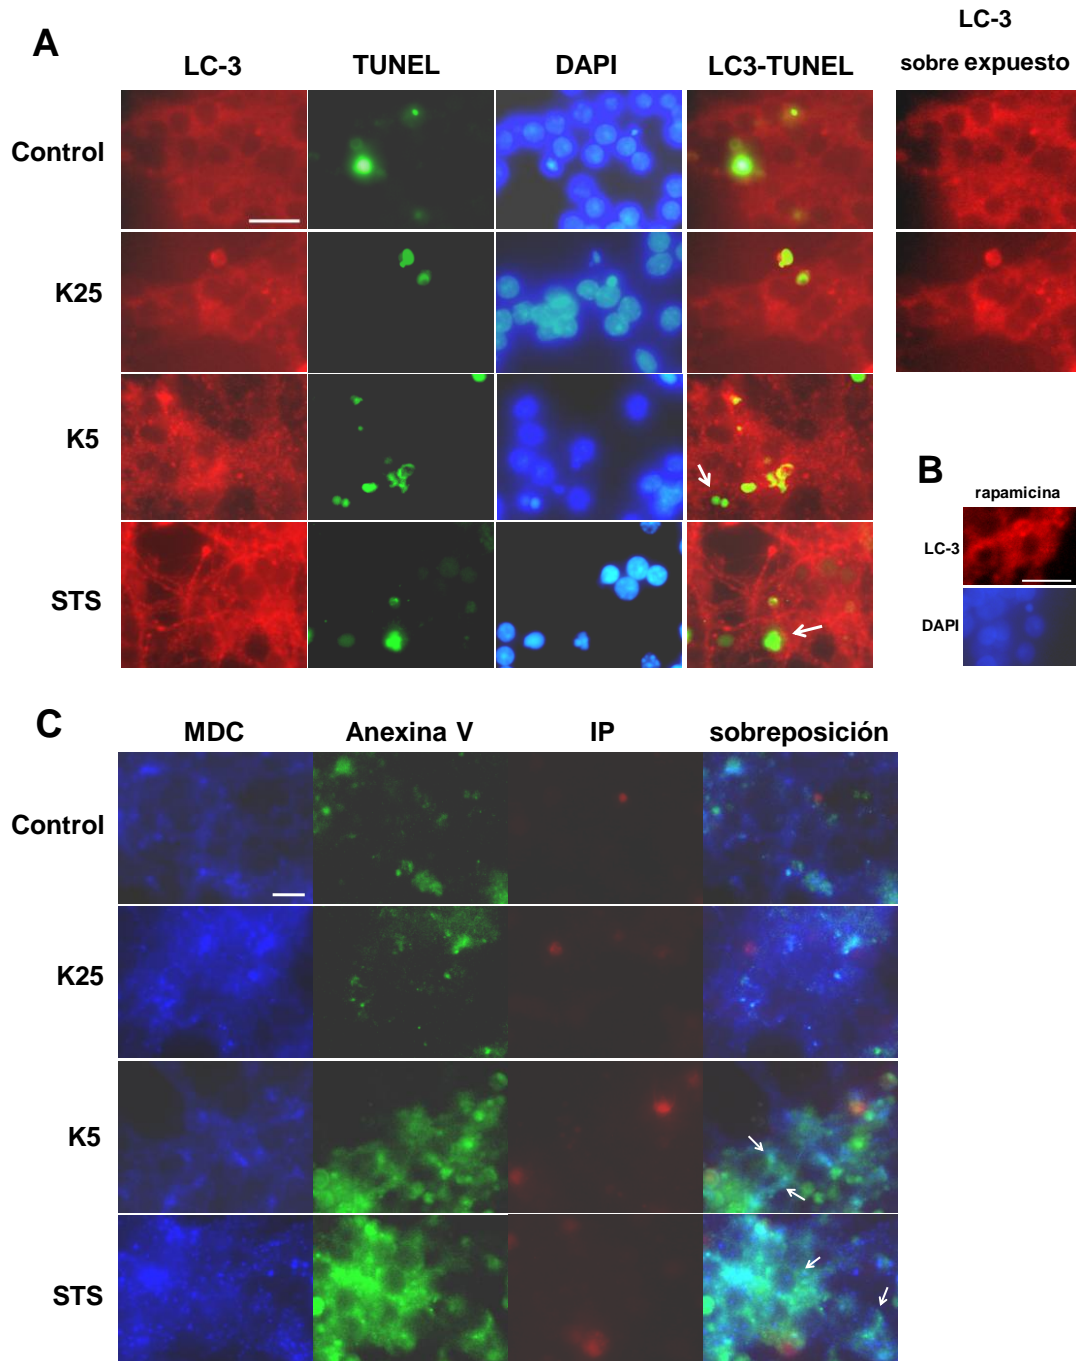 A
LC-3
TUNEL
DAPI
LC3-TUNEL
LC-3
sobre expuesto
Control
K25
K5
STS
B
rapamicina
LC-3
DAPI
C
MDC
Anexina V
IP
sobreposición
Control
K25
K5
STS